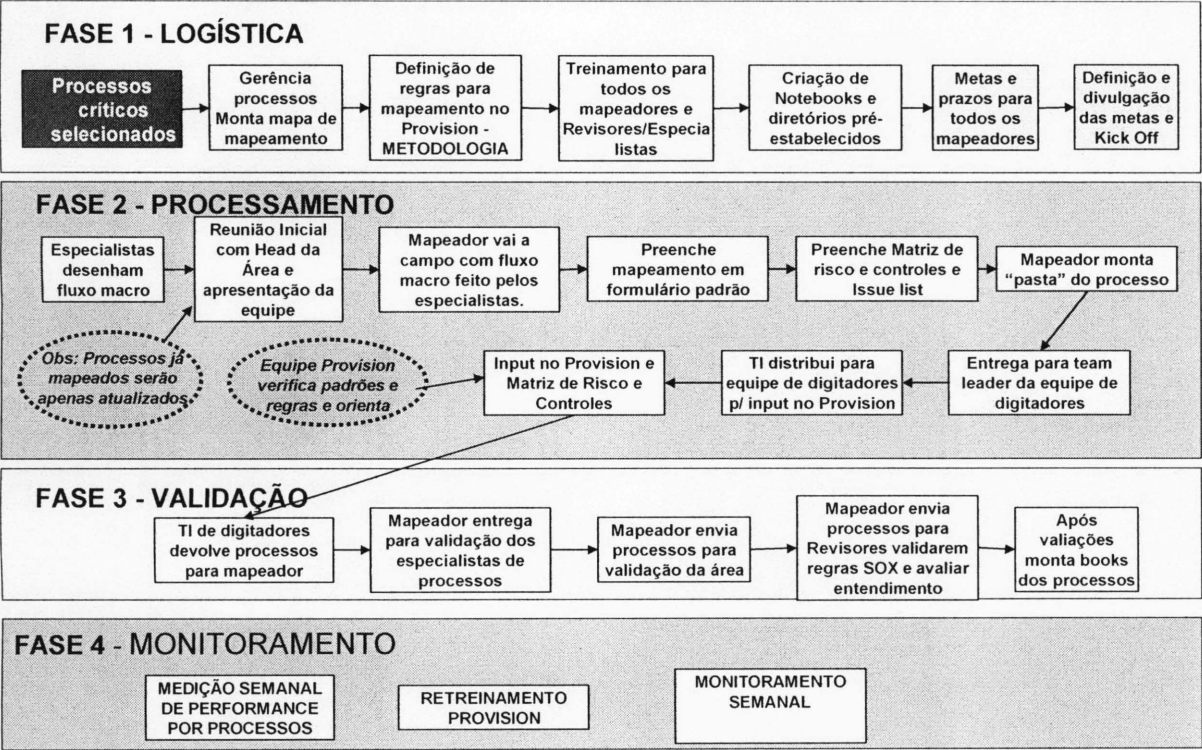 FASE 1 - LOGÍSTICA
Processos
críticos
selecionados
Gerência
processos
Monta mapa de
mapeamento
Definição de
regras para
mapeamento no
Provision -
METODOLOGIA
Treinamento para
todos os
mapeadores e
Revisores/Especia
listas
Criação de
Notebooks e
diretórios pré-
estabelecidos
Metas e
prazos para
todos os
mapeadores
Definição e
divulgação
das metas e
Kick Off
FASE 2 - PROCESSAMENTO
Especialistas
desenham
fluxo macro
Reunião Inicial
com Head da
Área e
apresentação da
equipe
Mapeador vai a
campo com fluxo
macro feito pelos
especialistas.
Preenche
mapeamento em
formulário padrão
Preenche Matriz de
risco e controles e
Issue list
Mapeador monta
“pasta” do processo
Obs: Processos já
mapeados serão
apenas atualizados
Equipe Provision
verifica padrões e
regras e orienta
Input no Provision e
Matriz de Risco e
Controles
TI distribui para
equipe de digitadores
p/ input no Provision
Entrega para team
leader da equipe de
digitadores
FASE 3 - VALIDAÇÃO
TI de digitadores
devolve processos
para mapeador
Mapeador entrega
para validação dos
especialistas de
processos
Mapeador envia
processos para
validação da área
Mapeador envia
processos para
Revisores validarem
regras SOX e avaliar
entendimento
Após
valiações
monta books
dos processos
FASE 4 - MONITORAMENTO
MEDIÇÃO SEMANAL
DE PERFORMANCE
POR PROCESSOS
RETREINAMENTO
PROVISION
MONITORAMENTO
SEMANAL